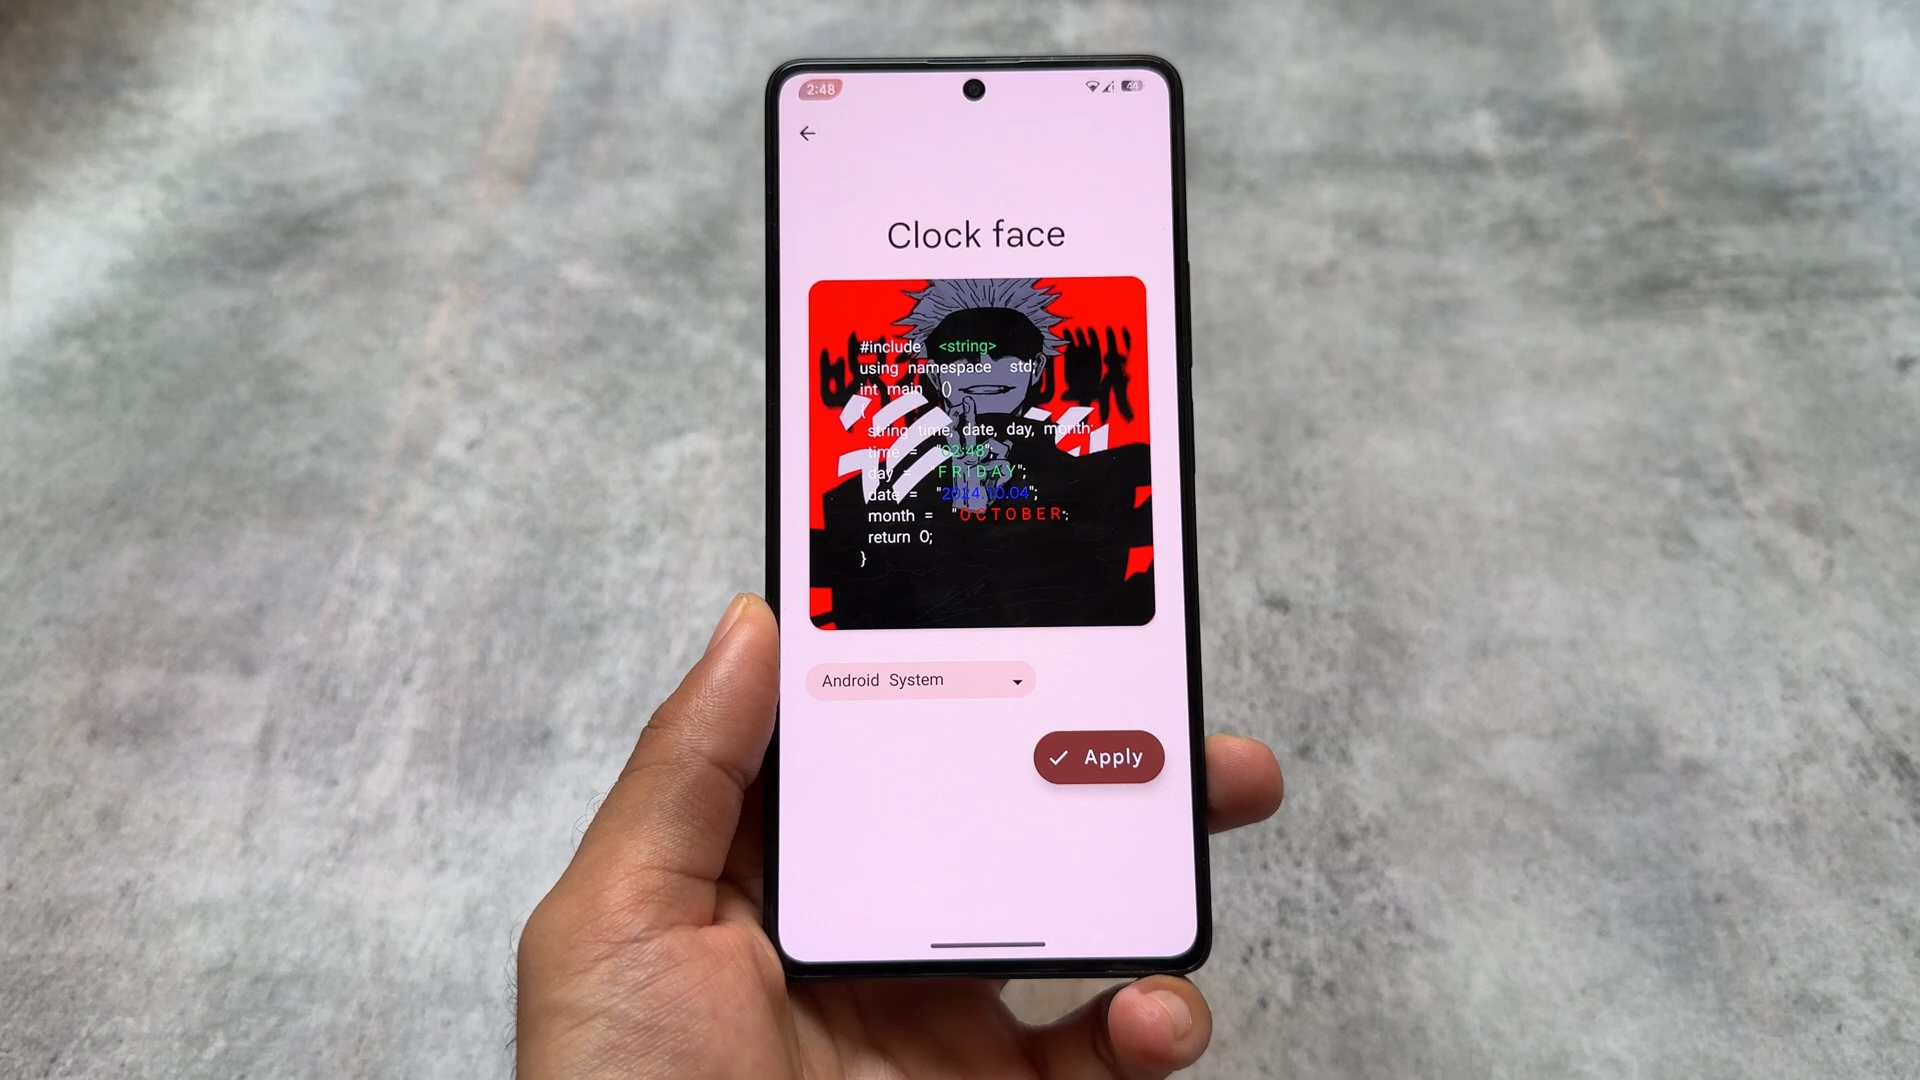 2:48
44
Clock face
#include <string>
using namespace std;
int main ()
{
string time, date, day, month;
time = "02:48";
day = "FRIDAY";
date = "2024.10.04";
month = "OCTOBER";
return 0;
}
Android System
Apply